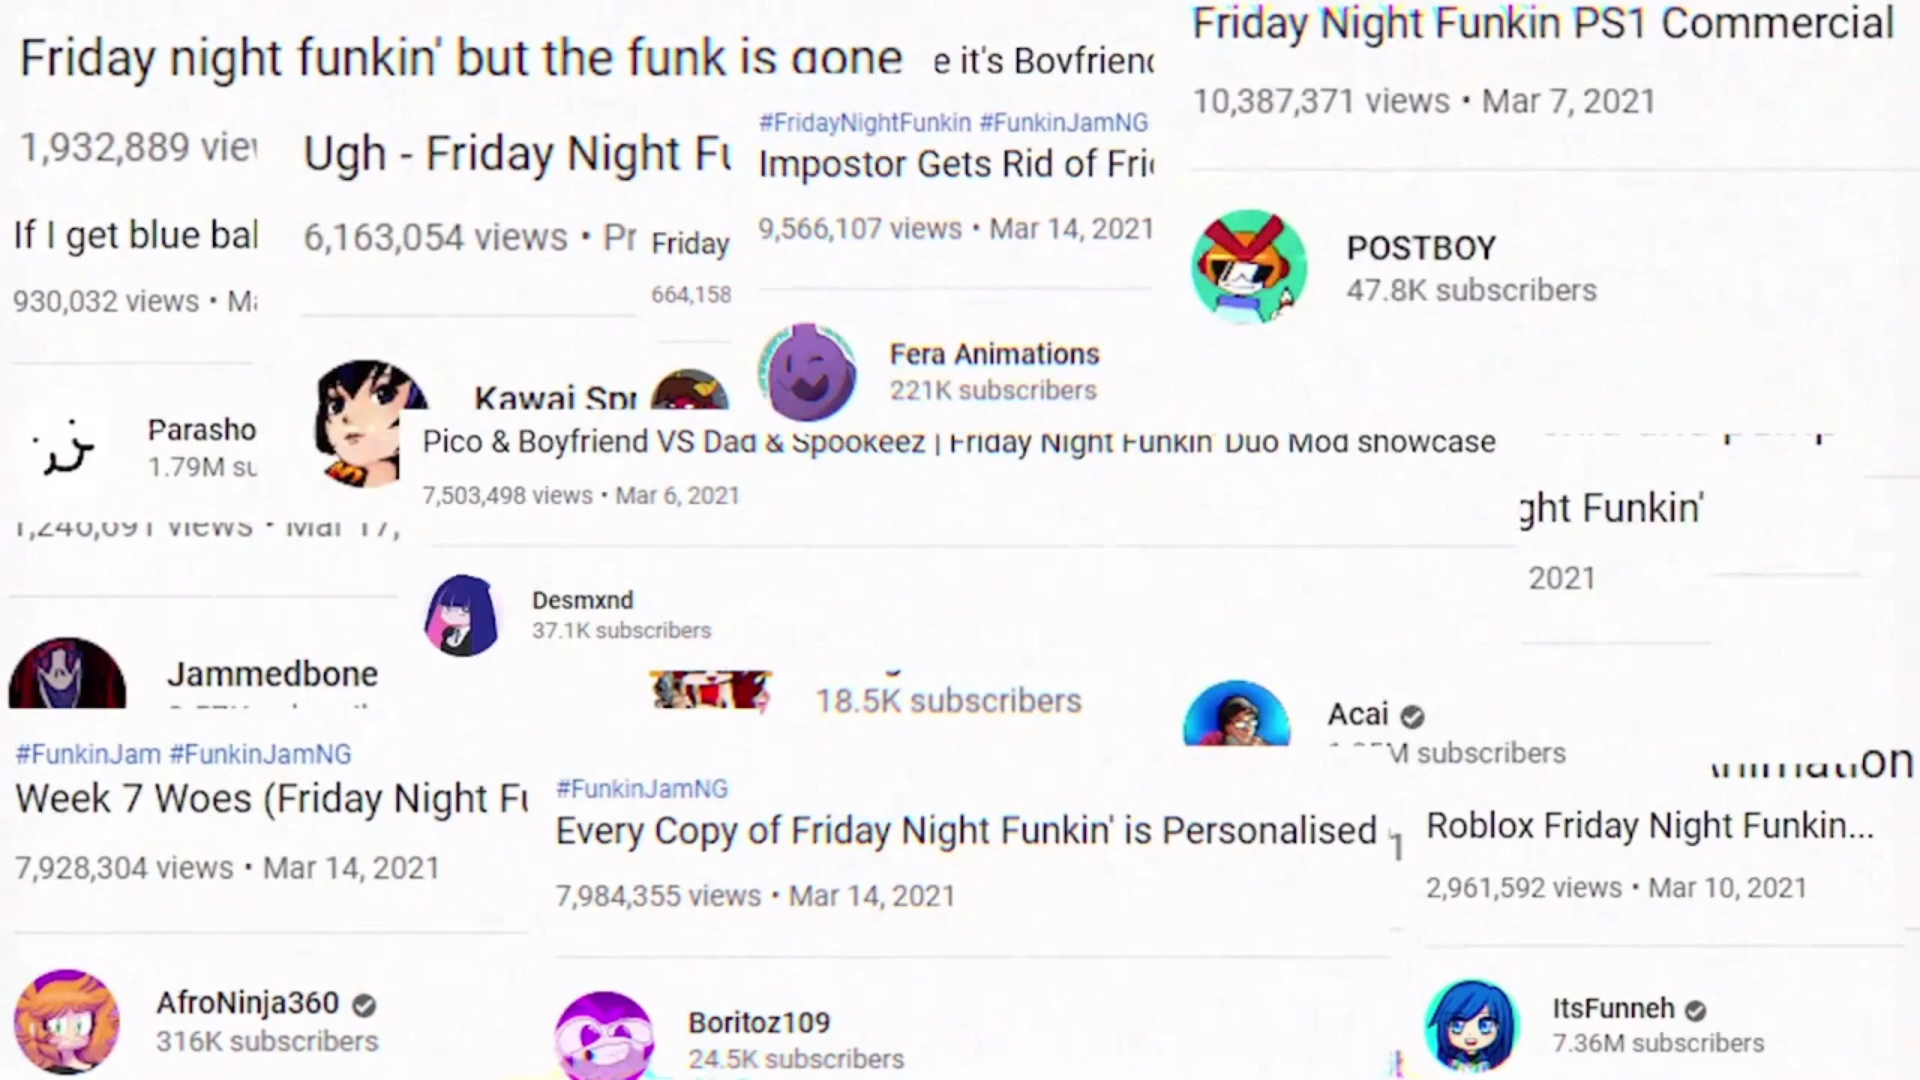 Friday night funkin' but the funk is gone
e it's Boyfriend
Friday Night Funkin PS1 Commercial
10,387,371 views • Mar 7, 2021
POSTBOY
47.8K subscribers
1,932,889
Ugh - Friday Night
6,163,054 views •
#FridayNightFunkin #FunkinJamNG
Impostor Gets Rid of
9,566,107 views • Mar 14, 2021
Fera Animations
221K subscribers
If I get blue
930,032 views •
Friday
664,158
Parasho
1.79M
Kawai
Pico & Boyfriend VS Dad & Spookeez | Friday Night Funkin' Duo Mod showcase
7,503,498 views • Mar 6, 2021
Desmxnd
37.1K subscribers
views • Mar 17,
ght Funkin'
2021
Jammedbone
18.5K subscribers
Acai
M subscribers
#FunkinJam #FunkinJamNG
Week 7 Woes (Friday Night
7,928,304 views • Mar 14, 2021
AfroNinja360
316K subscribers
#FunkinJamNG
Every Copy of Friday Night Funkin' is Personalised
7,984,355 views • Mar 14, 2021
Boritoz109
24.5K subscribers
Roblox Friday Night Funkin...
2,961,592 views • Mar 10, 2021
ItsFunneh
7.36M subscribers